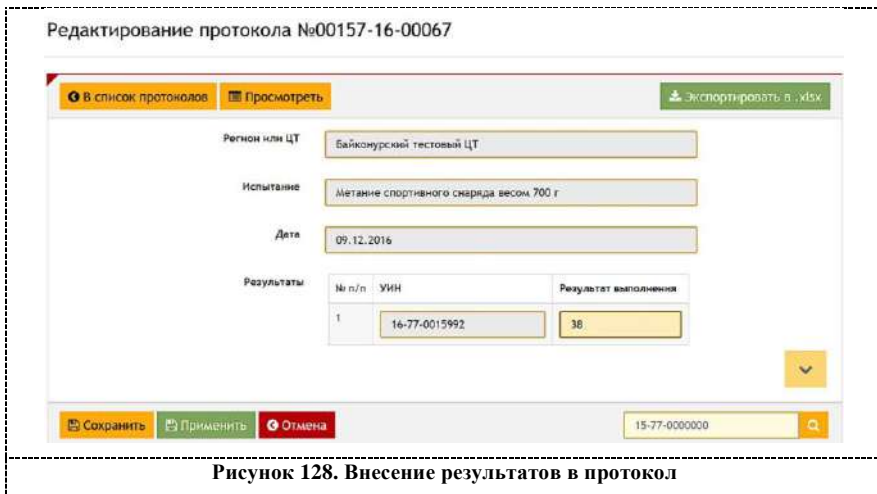 Редактирование протокола №00157-16-00067
В список протоколов Просмотреть Экспортировать в .xlsx
Регион или ЦТ Байконурский тестовый ЦТ
Испытание Метание спортивного снаряда весом 700 г
Дата 09.12.2016
Результаты № п/п УИН Результат выполнения
1 16-77-0015992 38
Сохранить Применить Отмена 15-77-0000000
Рисунок 128. Внесение результатов в протокол